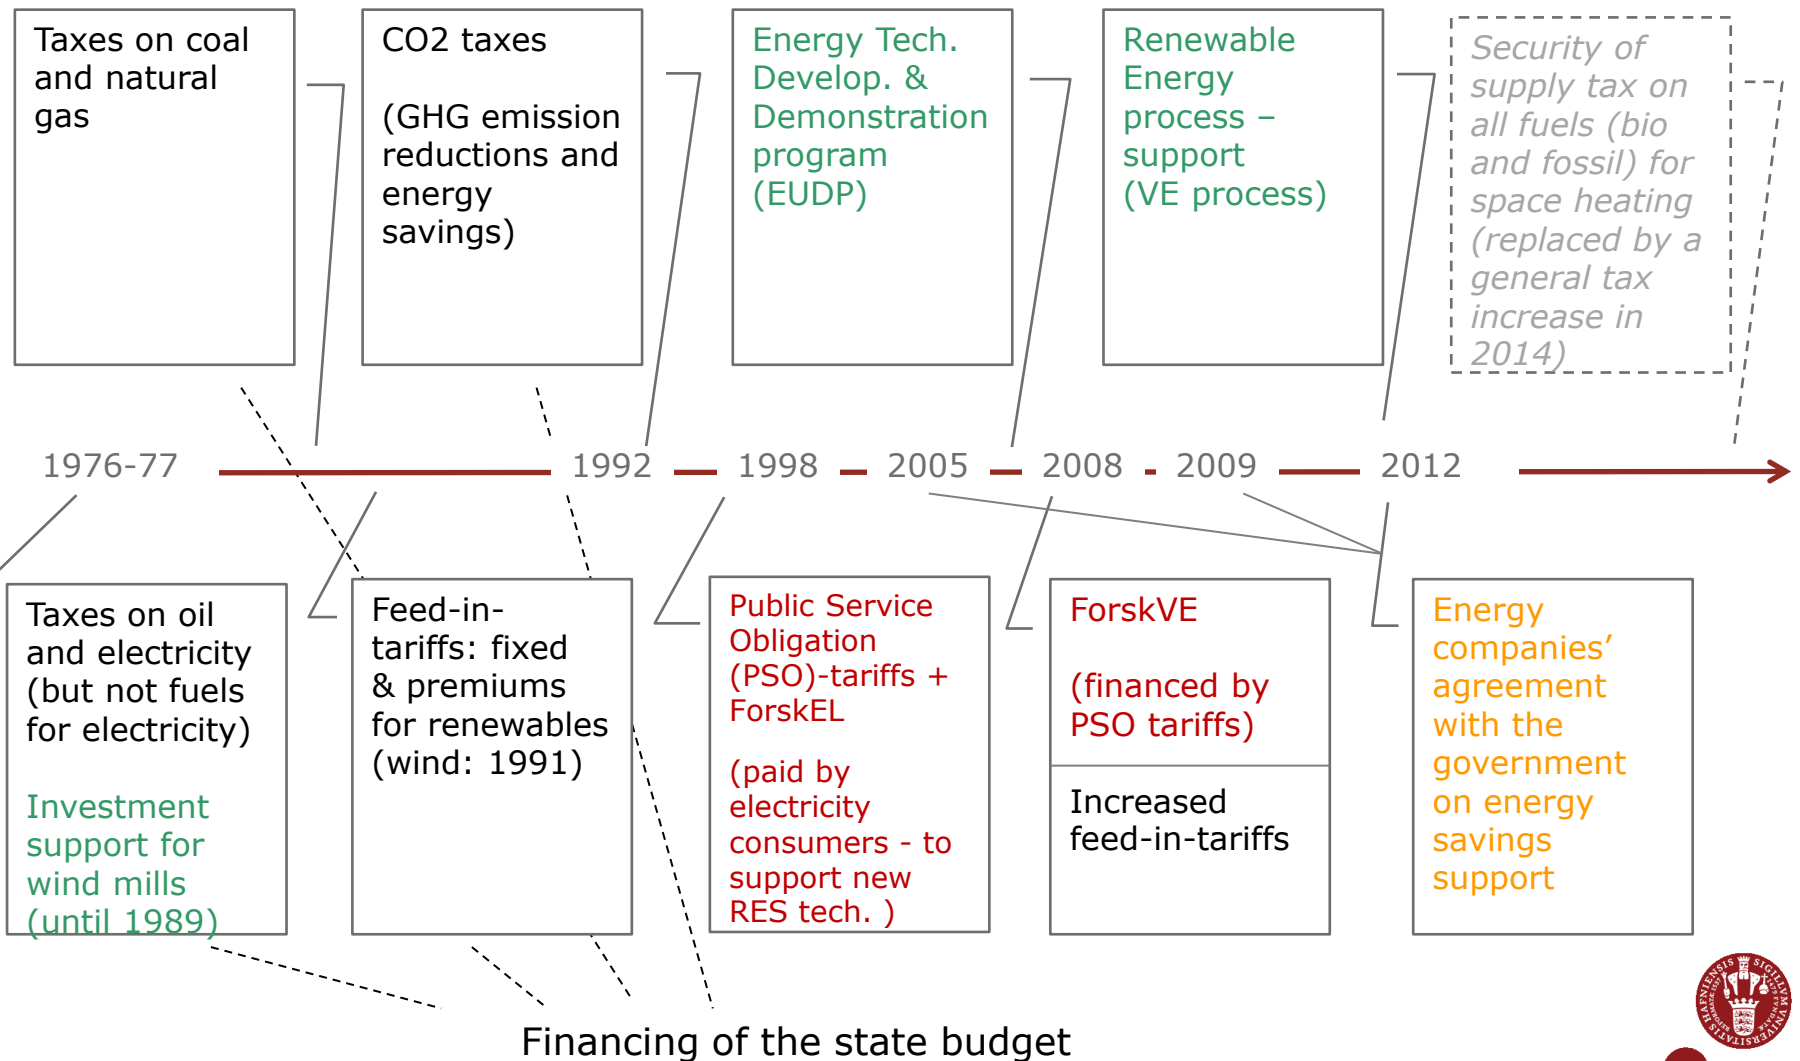 Taxes on coal
and natural
gas
CO2 taxes
(GHG emission
reductions and
energy
savings)
Energy Tech.
Develop. &
Demonstration
program
(EUDP)
Renewable
Energy
process –
support
(VE process)
Security of
supply tax on
all fuels (bio
and fossil) for
space heating
(replaced by a
general tax
increase in
2014)
1976-77
1992
1998
2005
2008
2009
2012
Taxes on oil
and electricity
(but not fuels
for electricity)
Investment
support for
wind mills
(until 1989)
Feed-in-
tariffs: fixed
& premiums
for renewables
(wind: 1991)
Public Service
Obligation
(PSO)-tariffs +
ForskEL
(paid by
electricity
consumers - to
support new
RES tech. )
ForskVE
(financed by
PSO tariffs)
Increased
feed-in-tariffs
Energy
companies’
agreement
with the
government
on energy
savings
support
Financing of the state budget